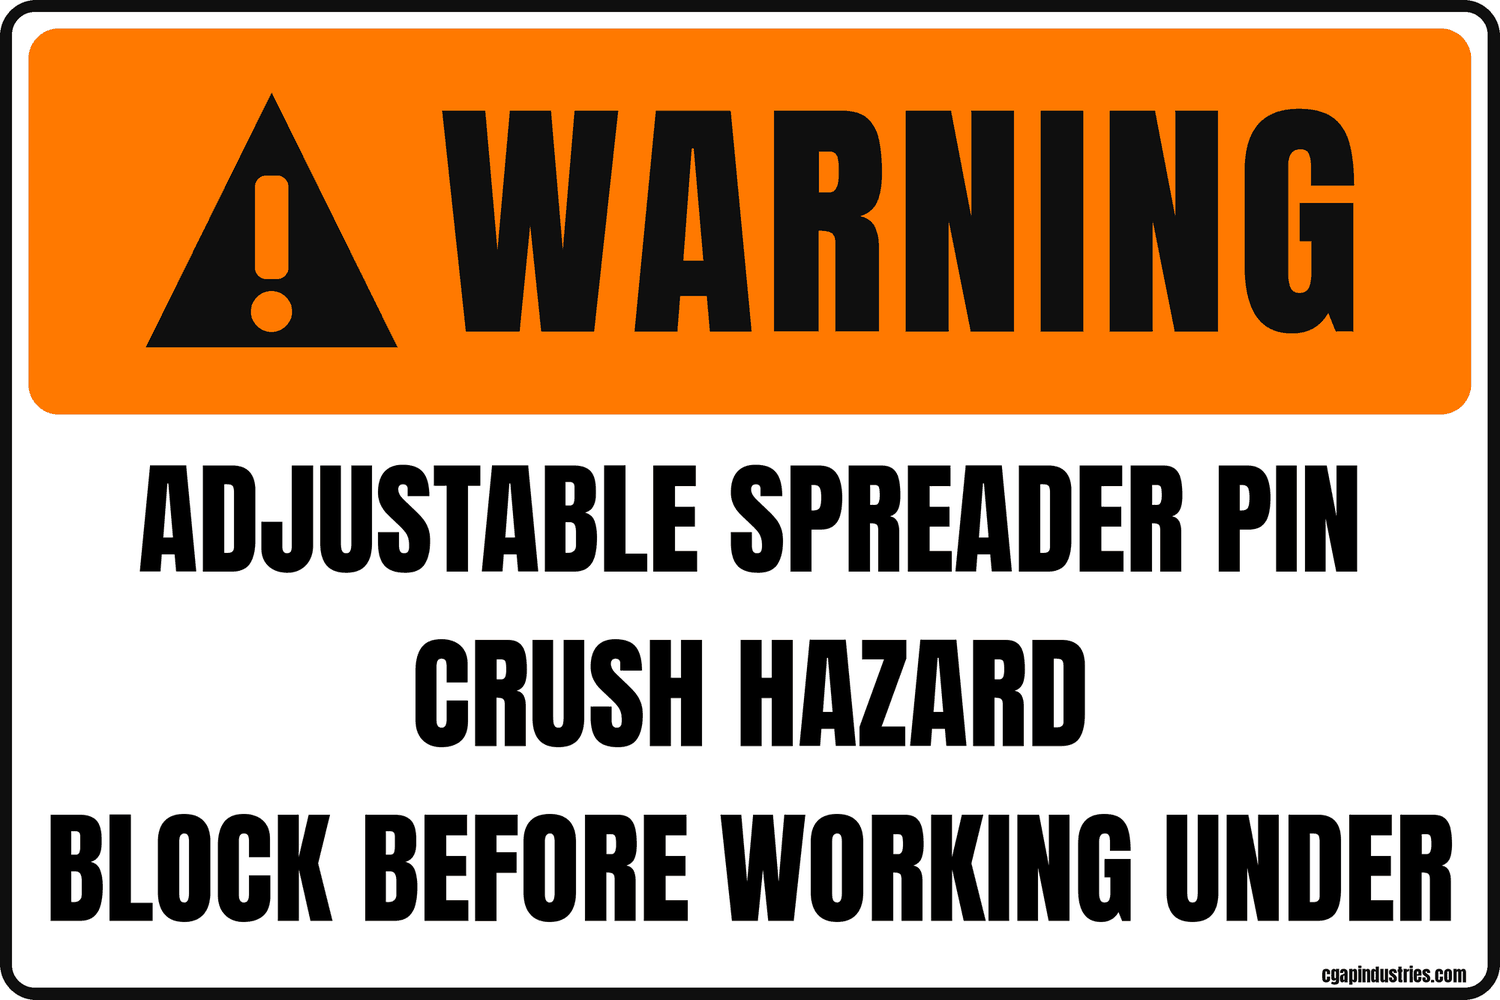 WARNING
ADJUSTABLE SPREADER PIN
CRUSH HAZARD
BLOCK BEFORE WORKING UNDER
cgapindustries.com